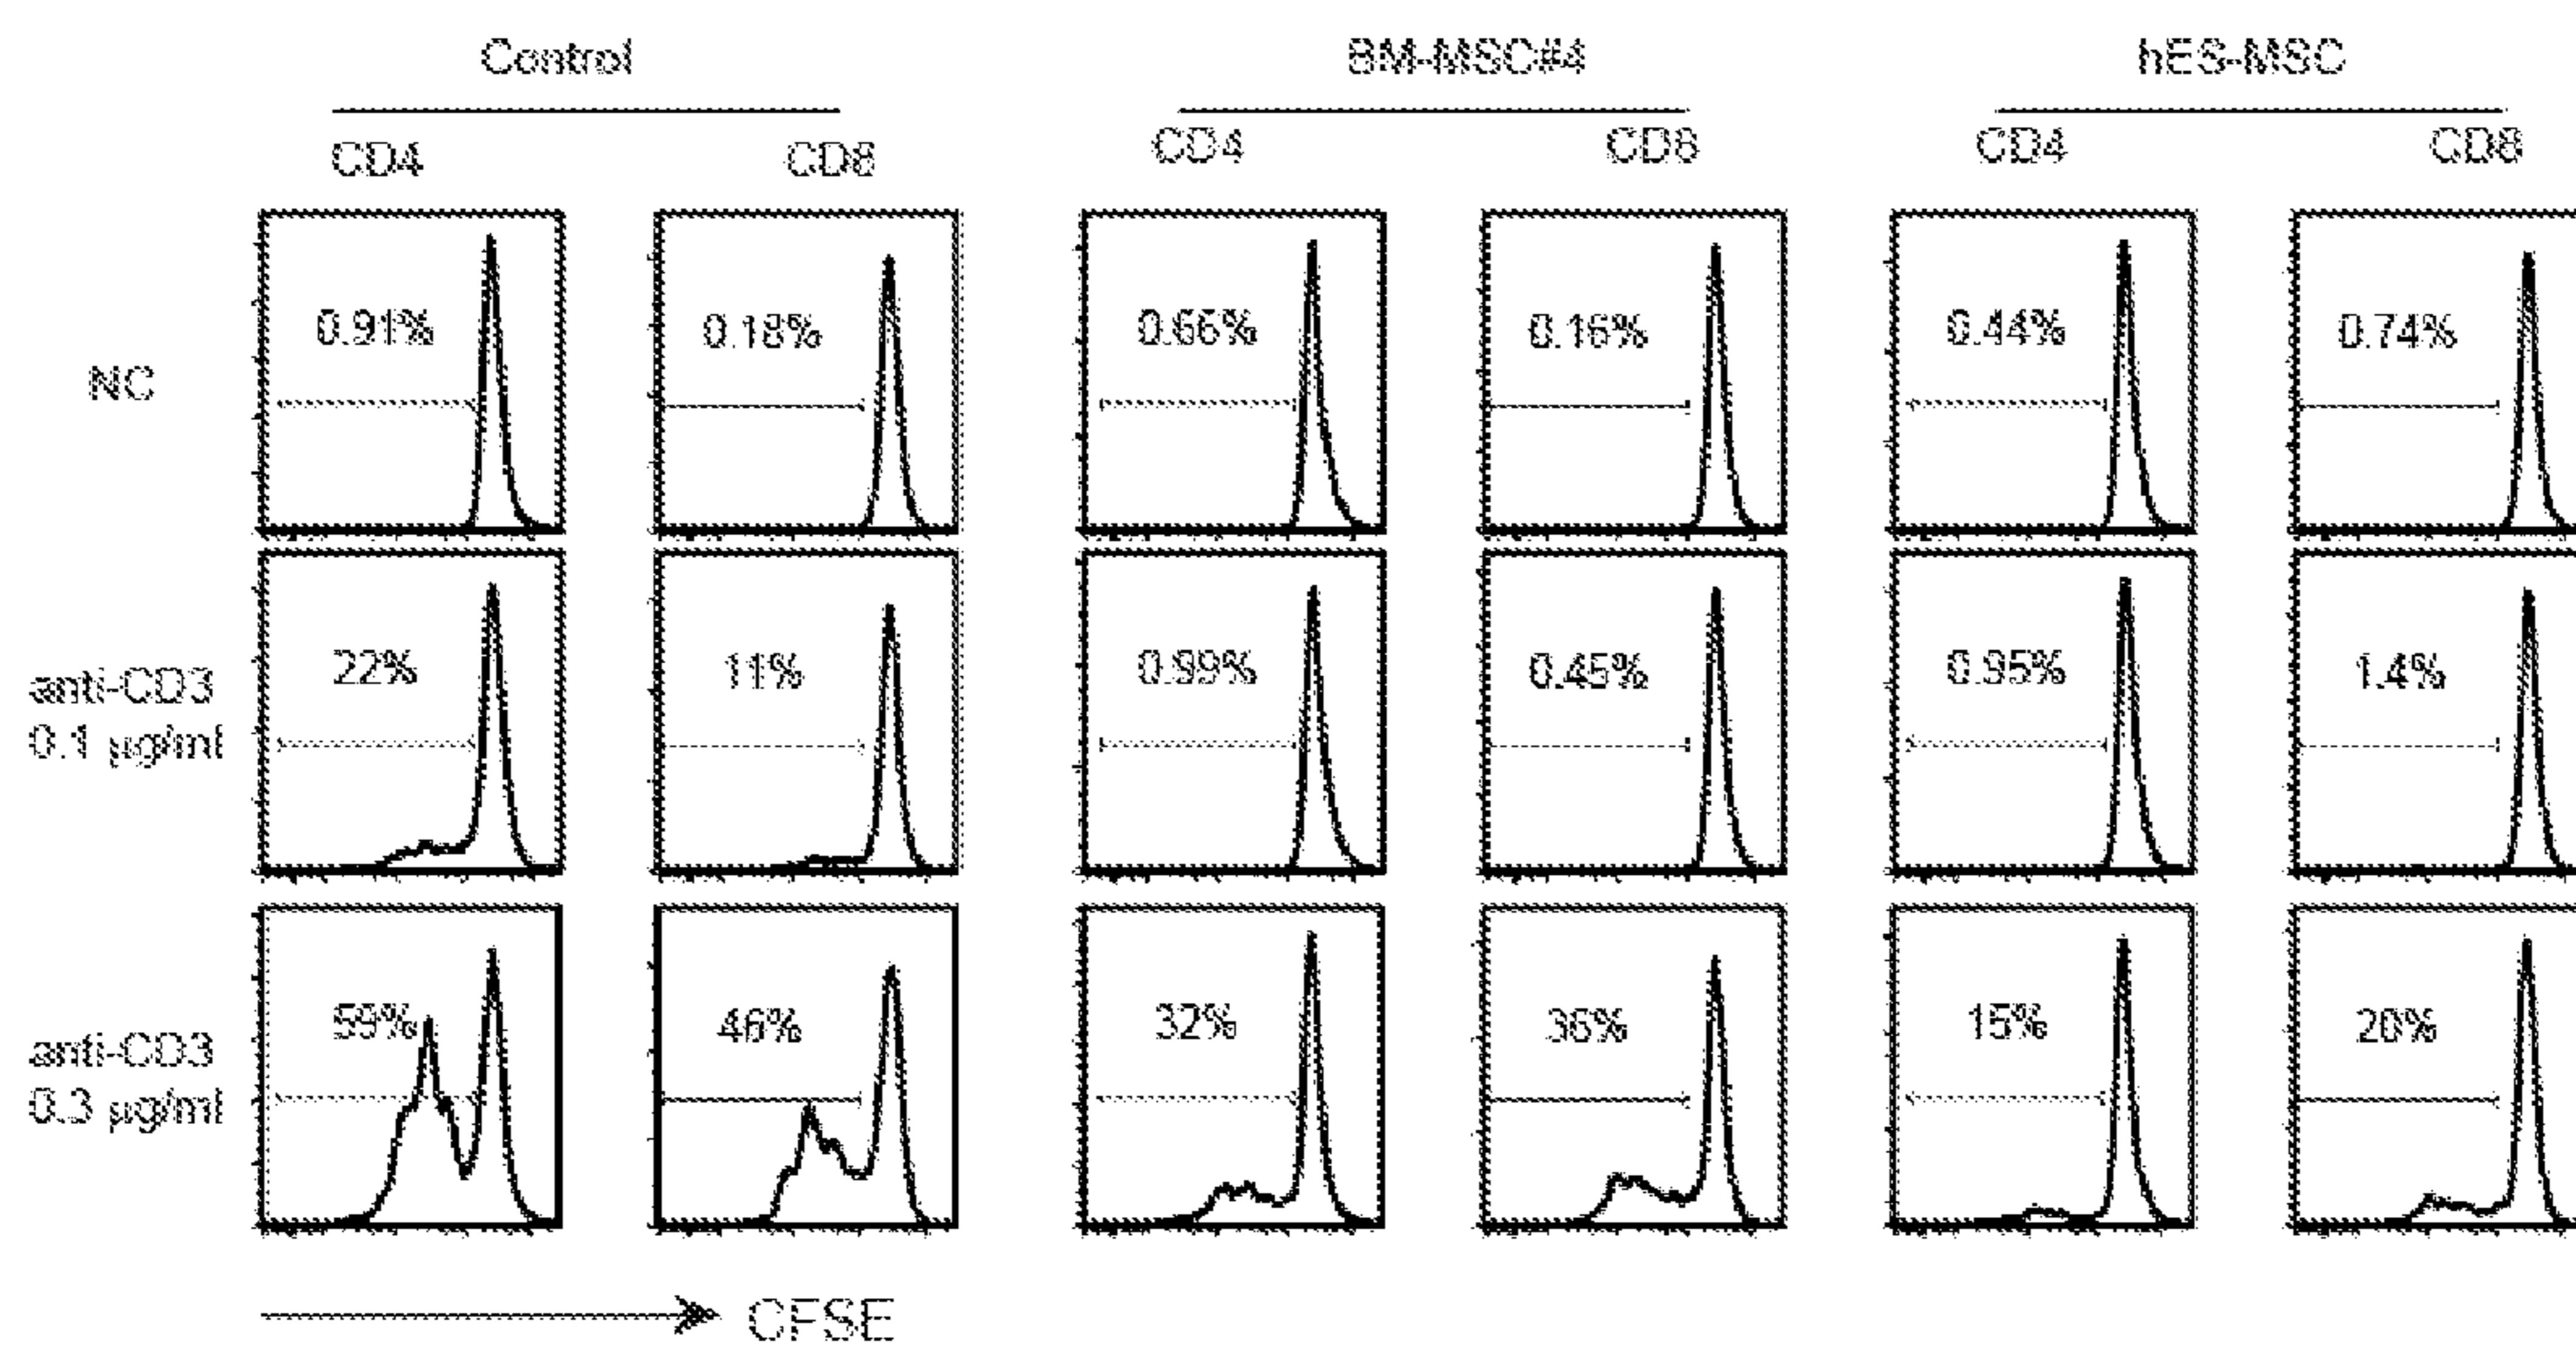 Control BM-MSC#4 hES-MSC
CD4 CD8 CD4 CD8 CD4 CD8
NC 0.91% 0.18% 0.66% 0.16% 0.44% 0.74%
anti-CD3
0.1 µg/ml
22% 11% 0.99% 0.45% 0.95% 1.4%
anti-CD3
0.3 µg/ml
59% 46% 32% 36% 15% 20%
CFSE